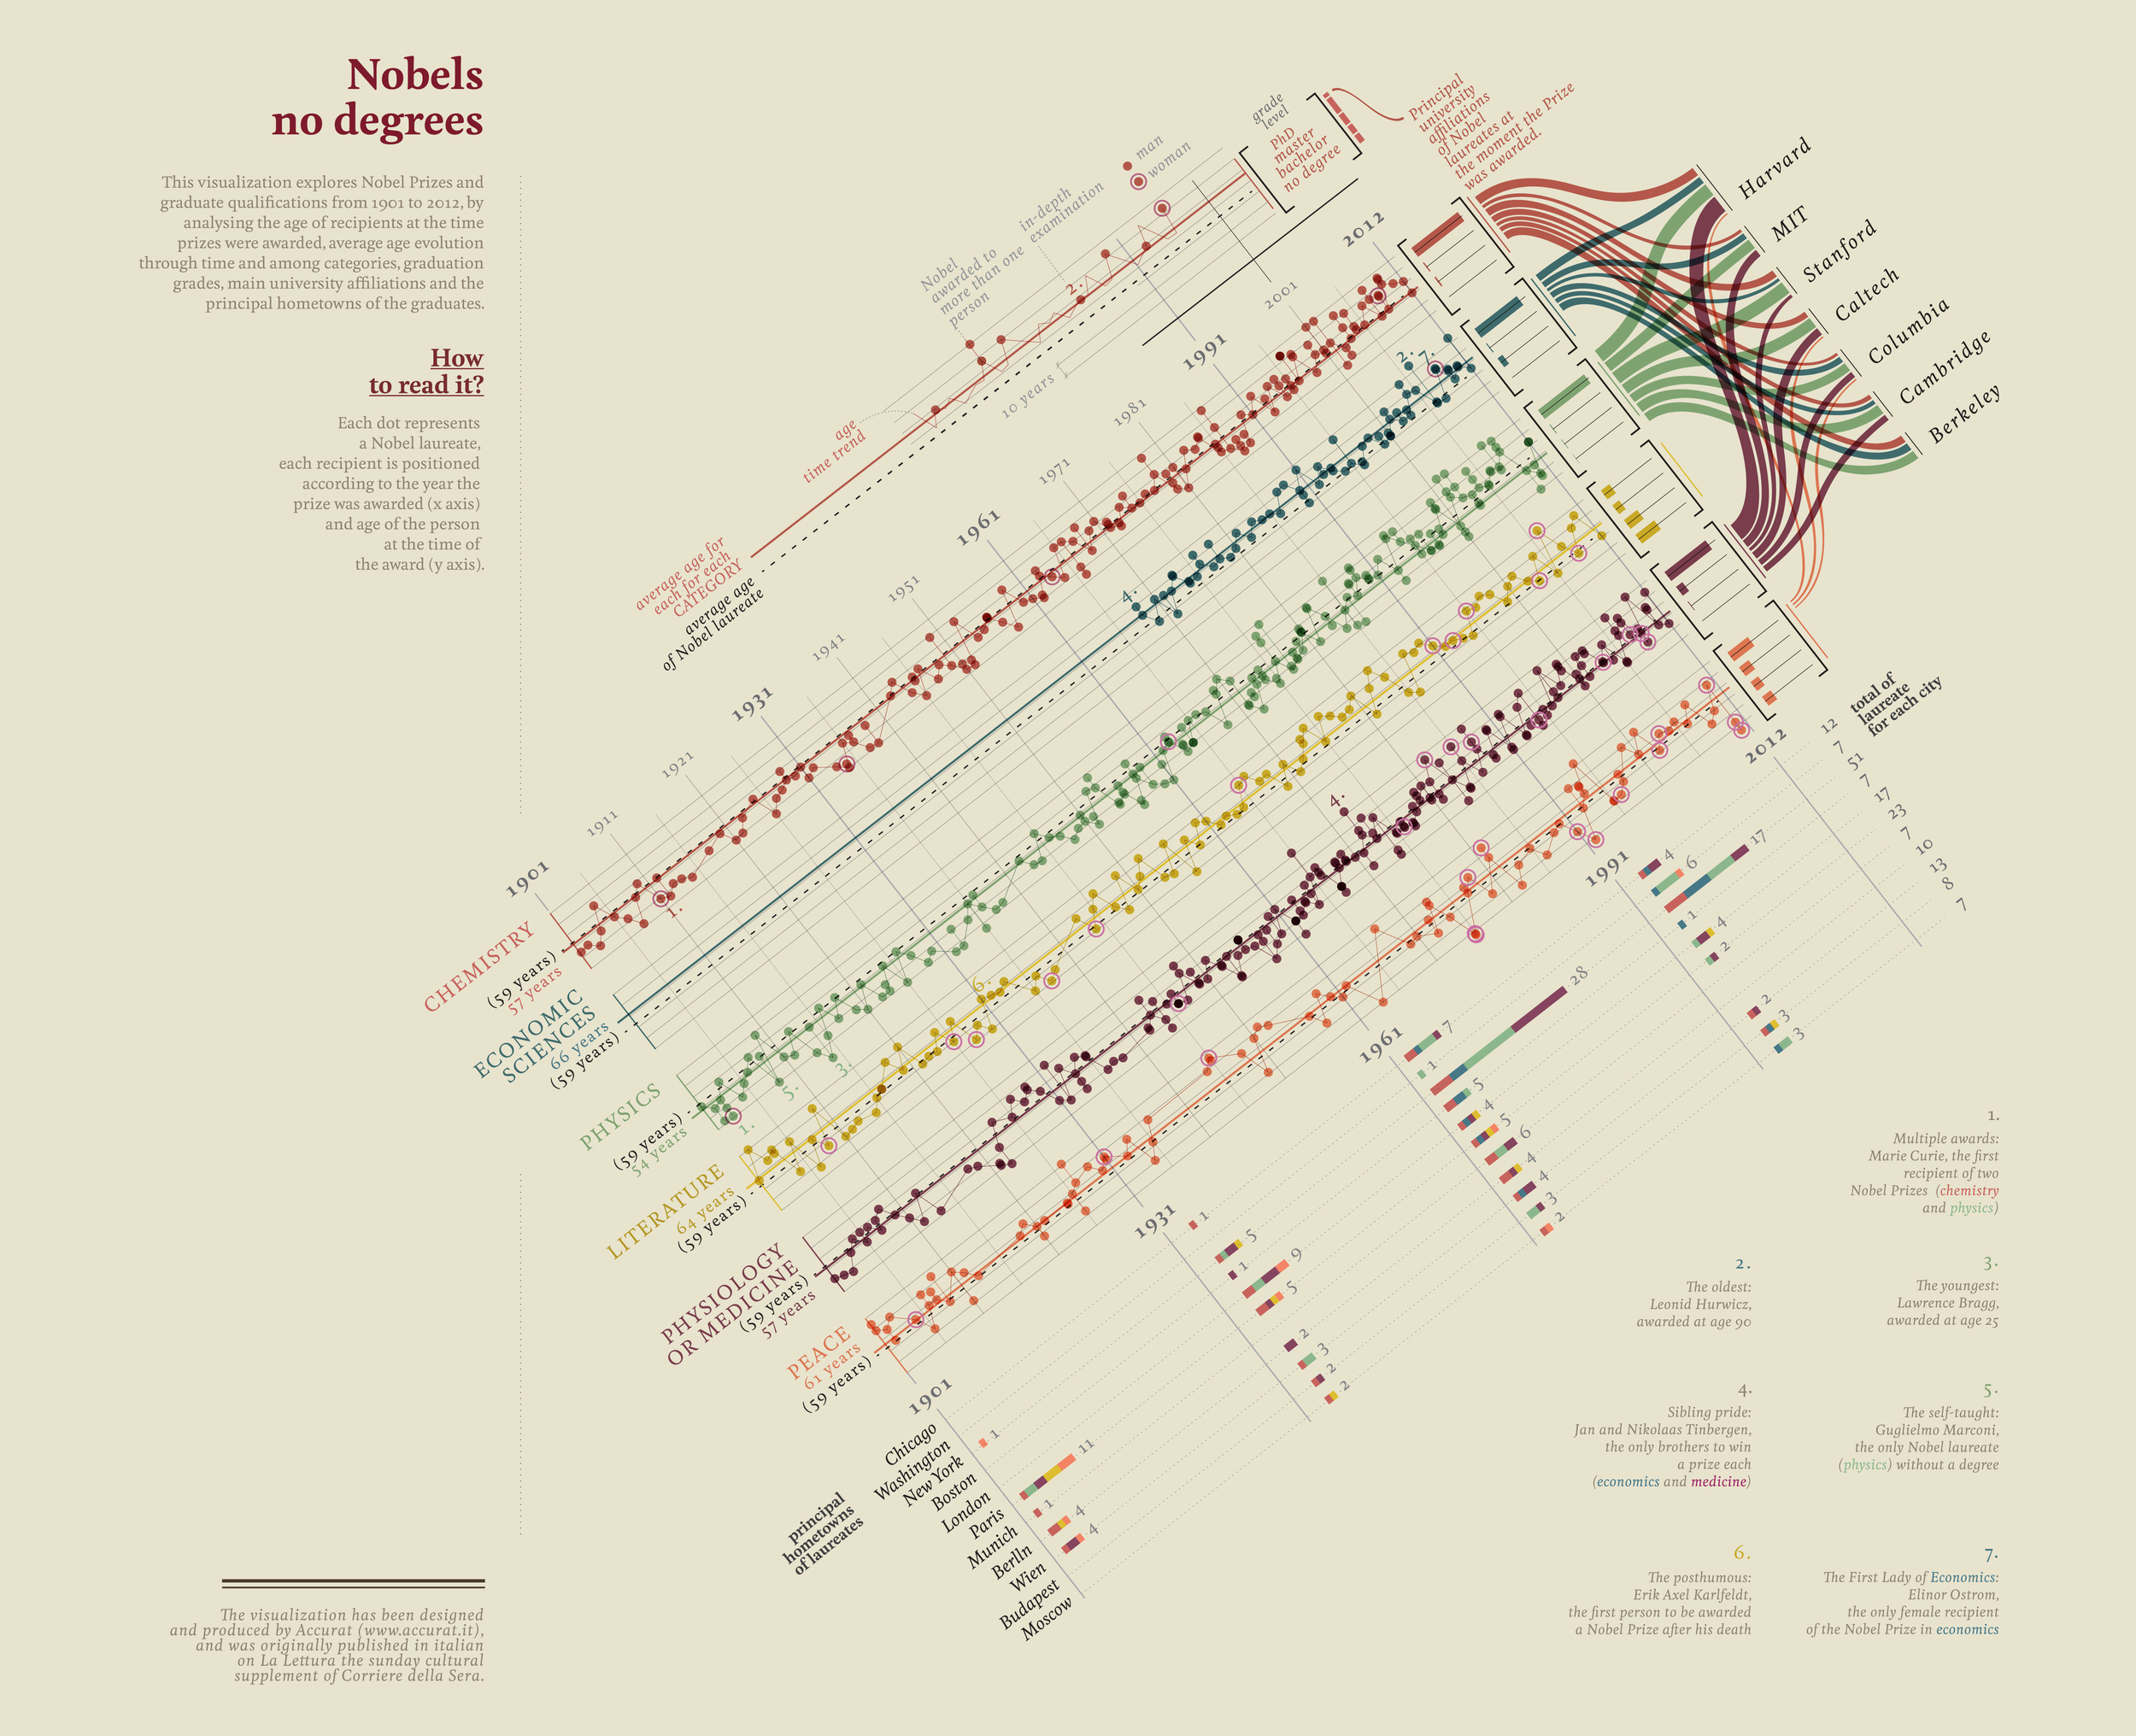 Nobels
no degrees
This visualization explores Nobel Prizes and
graduate qualifications from 1901 to 2012, by
analysing the age of recipients at the time
prizes were awarded, average age evolution
through time and among categories, graduation
grades, main university affiliations and the
principal hometowns of the graduates.
How
to read it?
Each dot represents
a Nobel laureate,
each recipient is positioned
according to the year the
prize was awarded (x axis)
and age of the person
at the time of
the award (y axis).
The visualization has been designed
and produced by Accurat (www.accurat.it),
and was originally published in italian
on La Lettura the sunday cultural
supplement of Corriere della Sera.
average age for
each for each
CATEGORY
average age
of Nobel laureate
age
time trend
Nobel
awarded to
more than one
person
in-depth
examination
2.
man
woman
10 years
grade
level
PhD
master
bachelor
no degree
Principal
university
affiliations
of Nobel
laureates at
the moment the Prize
was awarded.
Harvard
MIT
Stanford
Caltech
Columbia
Cambridge
Berkeley
1901
1911
1921
1931
1941
1951
1961
1971
1981
1991
2001
2012
CHEMISTRY
(59 years)
57 years
1.
ECONOMIC
SCIENCES
66 years
(59 years)
4.
2.
7.
PHYSICS
(59 years)
54 years
1.
5.
3.
LITERATURE
64 years
(59 years)
6.
PHYSIOLOGY
OR MEDICINE
(59 years)
57 years
4.
PEACE
61 years
(59 years)
1901
1931
1961
1991
2012
principal
hometowns
of laureates
Chicago
Washington
New York
Boston
London
Paris
Munich
Berlln
Wien
Budapest
Moscow
1
11
1
4
4
1
5
1
9
5
2
3
2
2
7
1
28
5
4
5
6
4
4
3
2
4
6
17
1
4
2
2
3
3
total of
laureate
for each city
12
7
51
7
17
23
7
10
13
8
7
1.
Multiple awards:
Marie Curie, the first
recipient of two
Nobel Prizes (chemistry
and physics)
2.
The oldest:
Leonid Hurwicz,
awarded at age 90
3.
The youngest:
Lawrence Bragg,
awarded at age 25
4.
Sibling pride:
Jan and Nikolaas Tinbergen,
the only brothers to win
a prize each
(economics and medicine)
5.
The self-taught:
Guglielmo Marconi,
the only Nobel laureate
(physics) without a degree
6.
The posthumous:
Erik Axel Karlfeldt,
the first person to be awarded
a Nobel Prize after his death
7.
The First Lady of Economics:
Elinor Ostrom,
the only female recipient
of the Nobel Prize in economics